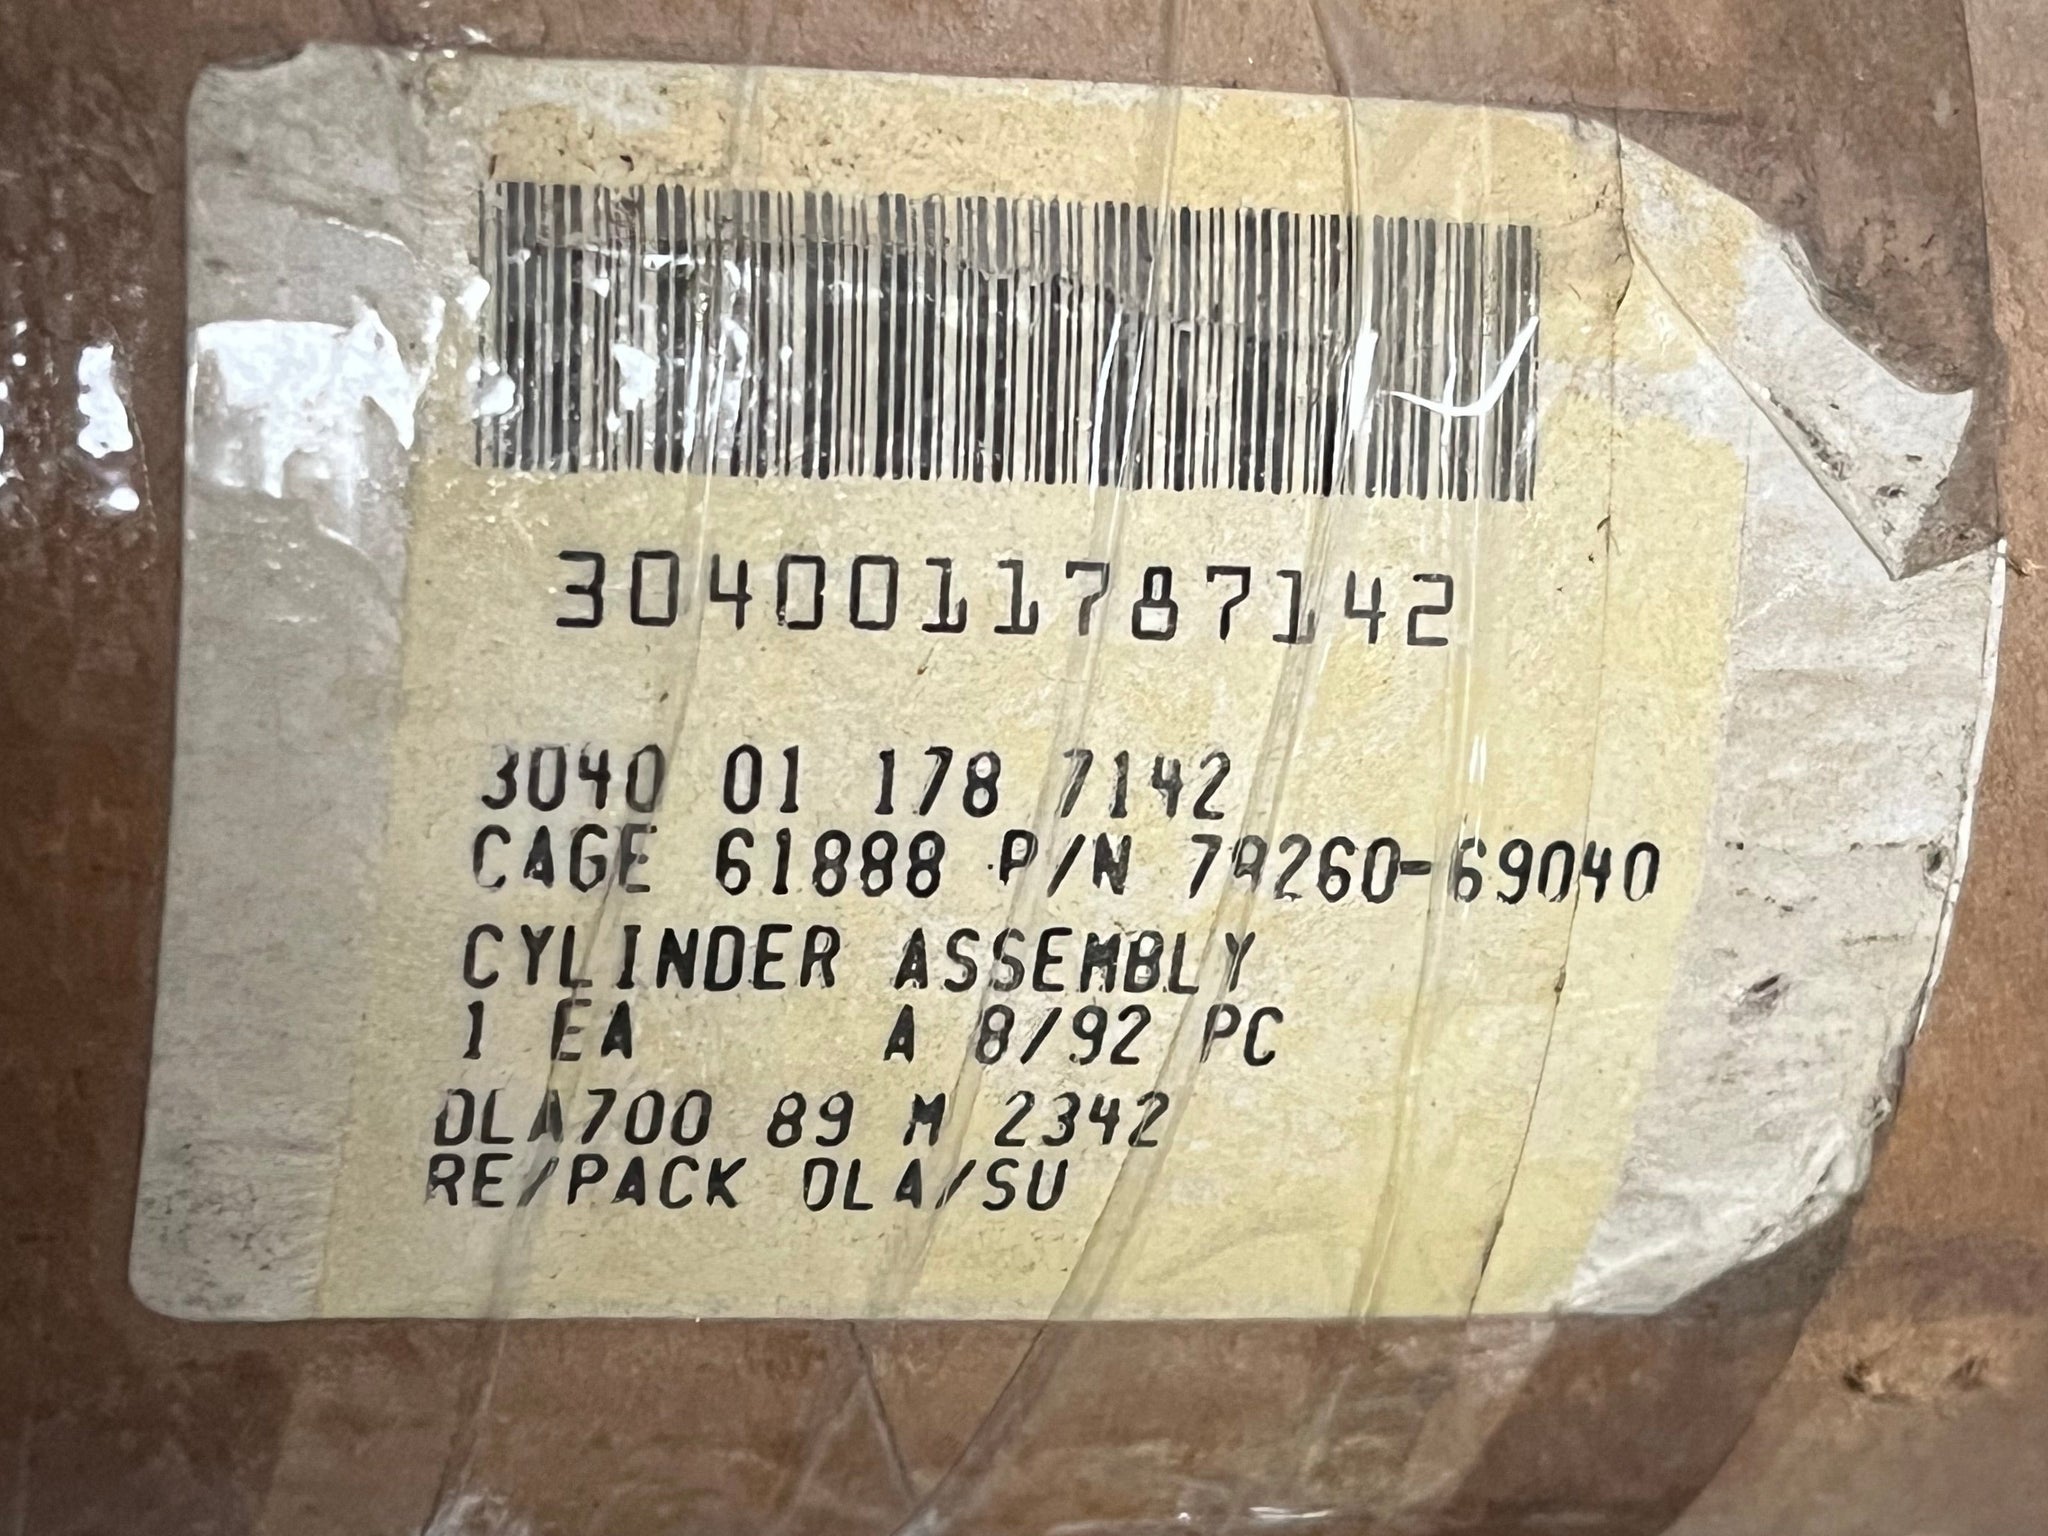 3040011787142
3040 01 178 7142
CAGE 61888 P/N 79260-69040
CYLINDER ASSEMBLY
1 EA A 8/92 PC
DLA700 89 M 2342
RE/PACK DLA/SU